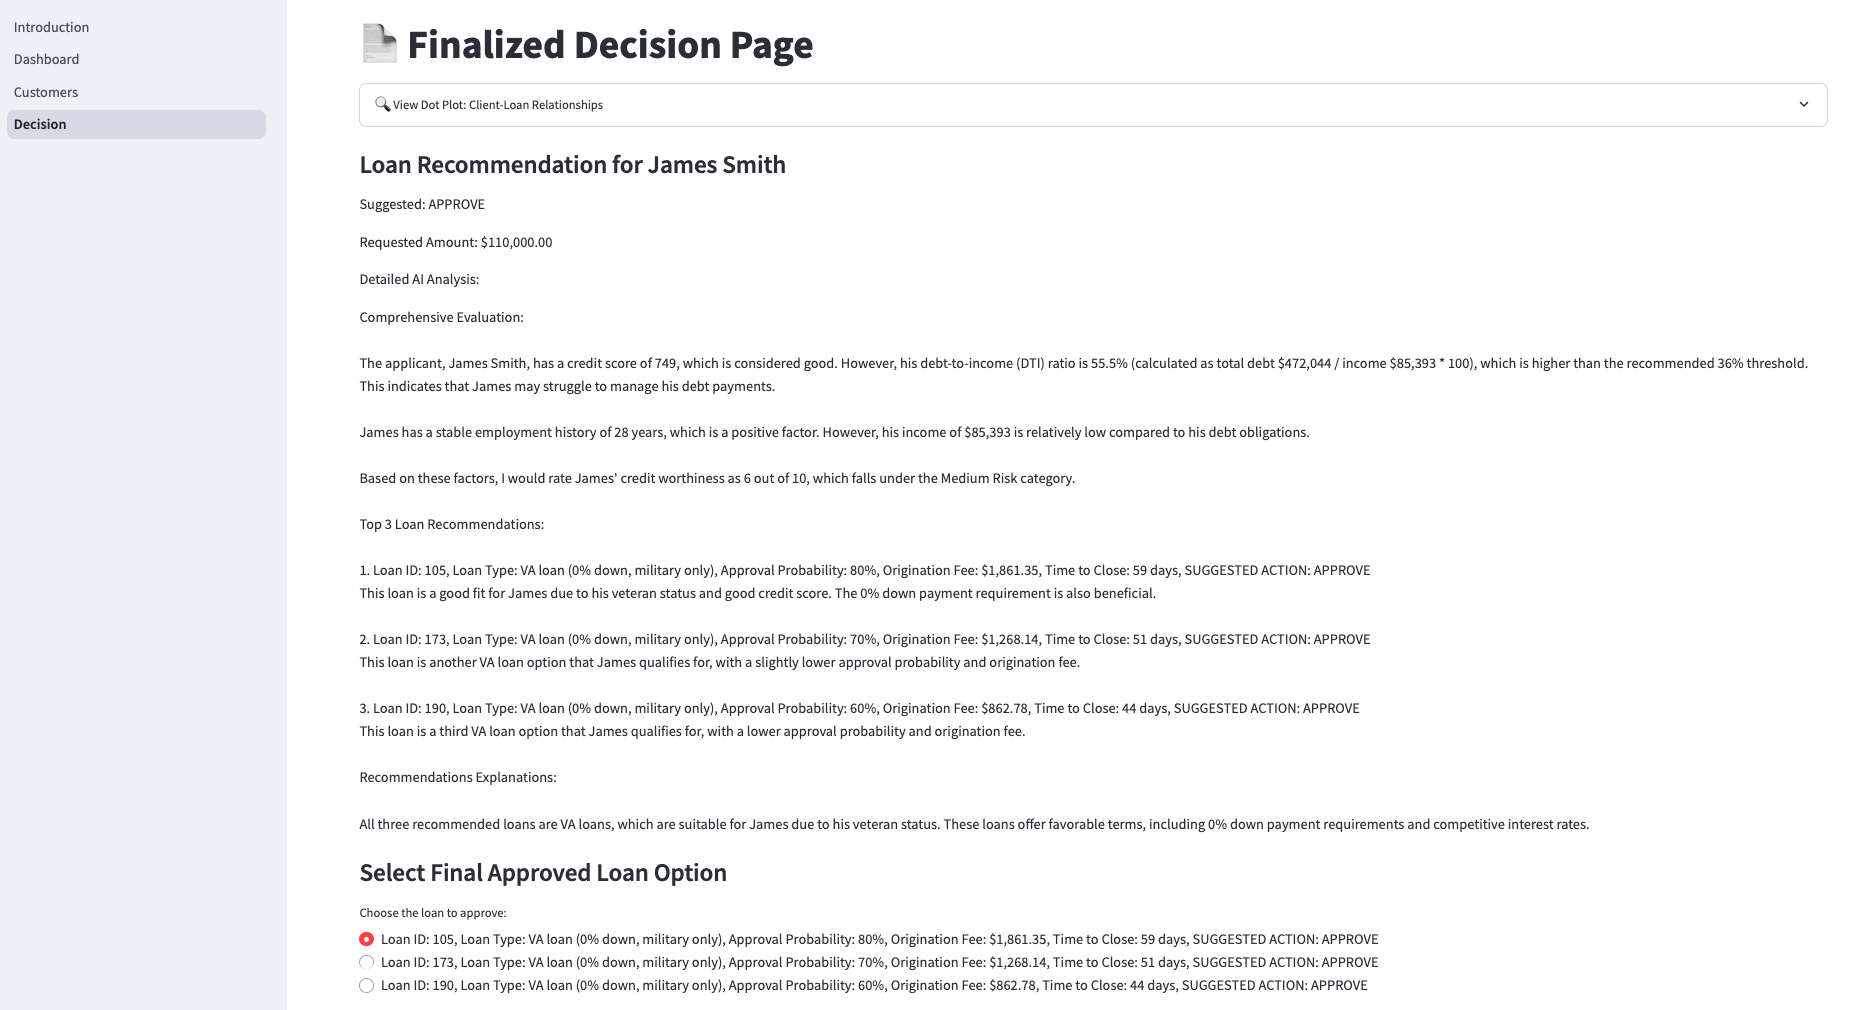 Introduction
Dashboard
Customers
Decision
Finalized Decision Page
View Dot Plot: Client-Loan Relationships
Loan Recommendation for James Smith
Suggested: APPROVE
Requested Amount: $110,000.00
Detailed AI Analysis:
Comprehensive Evaluation:
The applicant, James Smith, has a credit score of 749, which is considered good. However, his debt-to-income (DTI) ratio is 55.5% (calculated as total debt $472,044 / income $85,393 * 100), which is higher than the recommended 36% threshold.
This indicates that James may struggle to manage his debt payments.
James has a stable employment history of 28 years, which is a positive factor. However, his income of $85,393 is relatively low compared to his debt obligations.
Based on these factors, I would rate James' credit worthiness as 6 out of 10, which falls under the Medium Risk category.
Top 3 Loan Recommendations:
1. Loan ID: 105, Loan Type: VA loan (0% down, military only), Approval Probability: 80%, Origination Fee: $1,861.35, Time to Close: 59 days, SUGGESTED ACTION: APPROVE
This loan is a good fit for James due to his veteran status and good credit score. The 0% down payment requirement is also beneficial.
2. Loan ID: 173, Loan Type: VA loan (0% down, military only), Approval Probability: 70%, Origination Fee: $1,268.14, Time to Close: 51 days, SUGGESTED ACTION: APPROVE
This loan is another VA loan option that James qualifies for, with a slightly lower approval probability and origination fee.
3. Loan ID: 190, Loan Type: VA loan (0% down, military only), Approval Probability: 60%, Origination Fee: $862.78, Time to Close: 44 days, SUGGESTED ACTION: APPROVE
This loan is a third VA loan option that James qualifies for, with a lower approval probability and origination fee.
Recommendations Explanations:
All three recommended loans are VA loans, which are suitable for James due to his veteran status. These loans offer favorable terms, including 0% down payment requirements and competitive interest rates.
Select Final Approved Loan Option
Choose the loan to approve:
Loan ID: 105, Loan Type: VA loan (0% down, military only), Approval Probability: 80%, Origination Fee: $1,861.35, Time to Close: 59 days, SUGGESTED ACTION: APPROVE
Loan ID: 173, Loan Type: VA loan (0% down, military only), Approval Probability: 70%, Origination Fee: $1,268.14, Time to Close: 51 days, SUGGESTED ACTION: APPROVE
Loan ID: 190, Loan Type: VA loan (0% down, military only), Approval Probability: 60%, Origination Fee: $862.78, Time to Close: 44 days, SUGGESTED ACTION: APPROVE